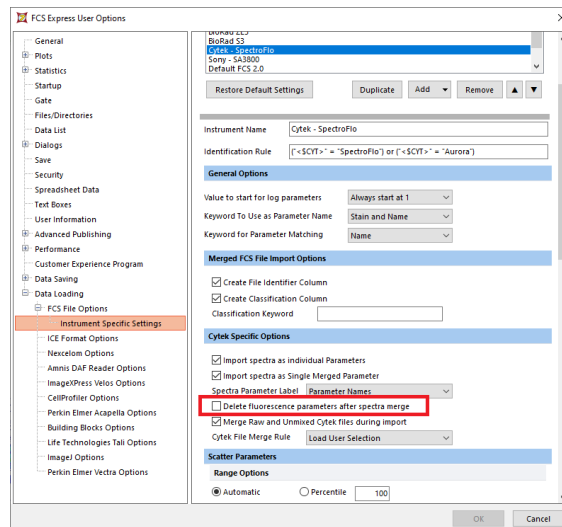 FCS Express User Options
General
Plots
Statistics
Startup
Gate
Files/Directories
Data List
Dialogs
Save
Security
Spreadsheet Data
Text Boxes
User Information
Advanced Publishing
Performance
Customer Experience Program
Data Saving
Data Loading
FCS File Options
Instrument Specific Settings
ICE Format Options
Nexcelom Options
Amnis DAF Reader Options
ImageXPress Velos Options
CellProfiler Options
Perkin Elmer Acapella Options
Building Blocks Options
Life Technologies Tali Options
ImageJ Options
Perkin Elmer Vectra Options
BioRad ZE5
BioRad S3
Cytek - SpectroFlo
Sony - SA3800
Default FCS 2.0
Restore Default Settings Duplicate Add Remove
Instrument Name Cytek - SpectroFlo
Identification Rule ("<$CYT>" = "SpectroFlo") or ("<$CYT>" = "Aurora")
General Options
Value to start for log parameters Always start at 1
Keyword To Use as Parameter Name Stain and Name
Keyword for Parameter Matching Name
Merged FCS File Import Options
Create File Identifier Column
Create Classification Column
Classification Keyword
Cytek Specific Options
Import spectra as individual Parameters
Import spectra as Single Merged Parameter
Spectra Parameter Label Parameter Names
Delete fluorescence parameters after spectra merge
Merge Raw and Unmixed Cytek files during import
Cytek File Merge Rule Load User Selection
Scatter Parameters
Range Options
Automatic Percentile 100
OK Cancel